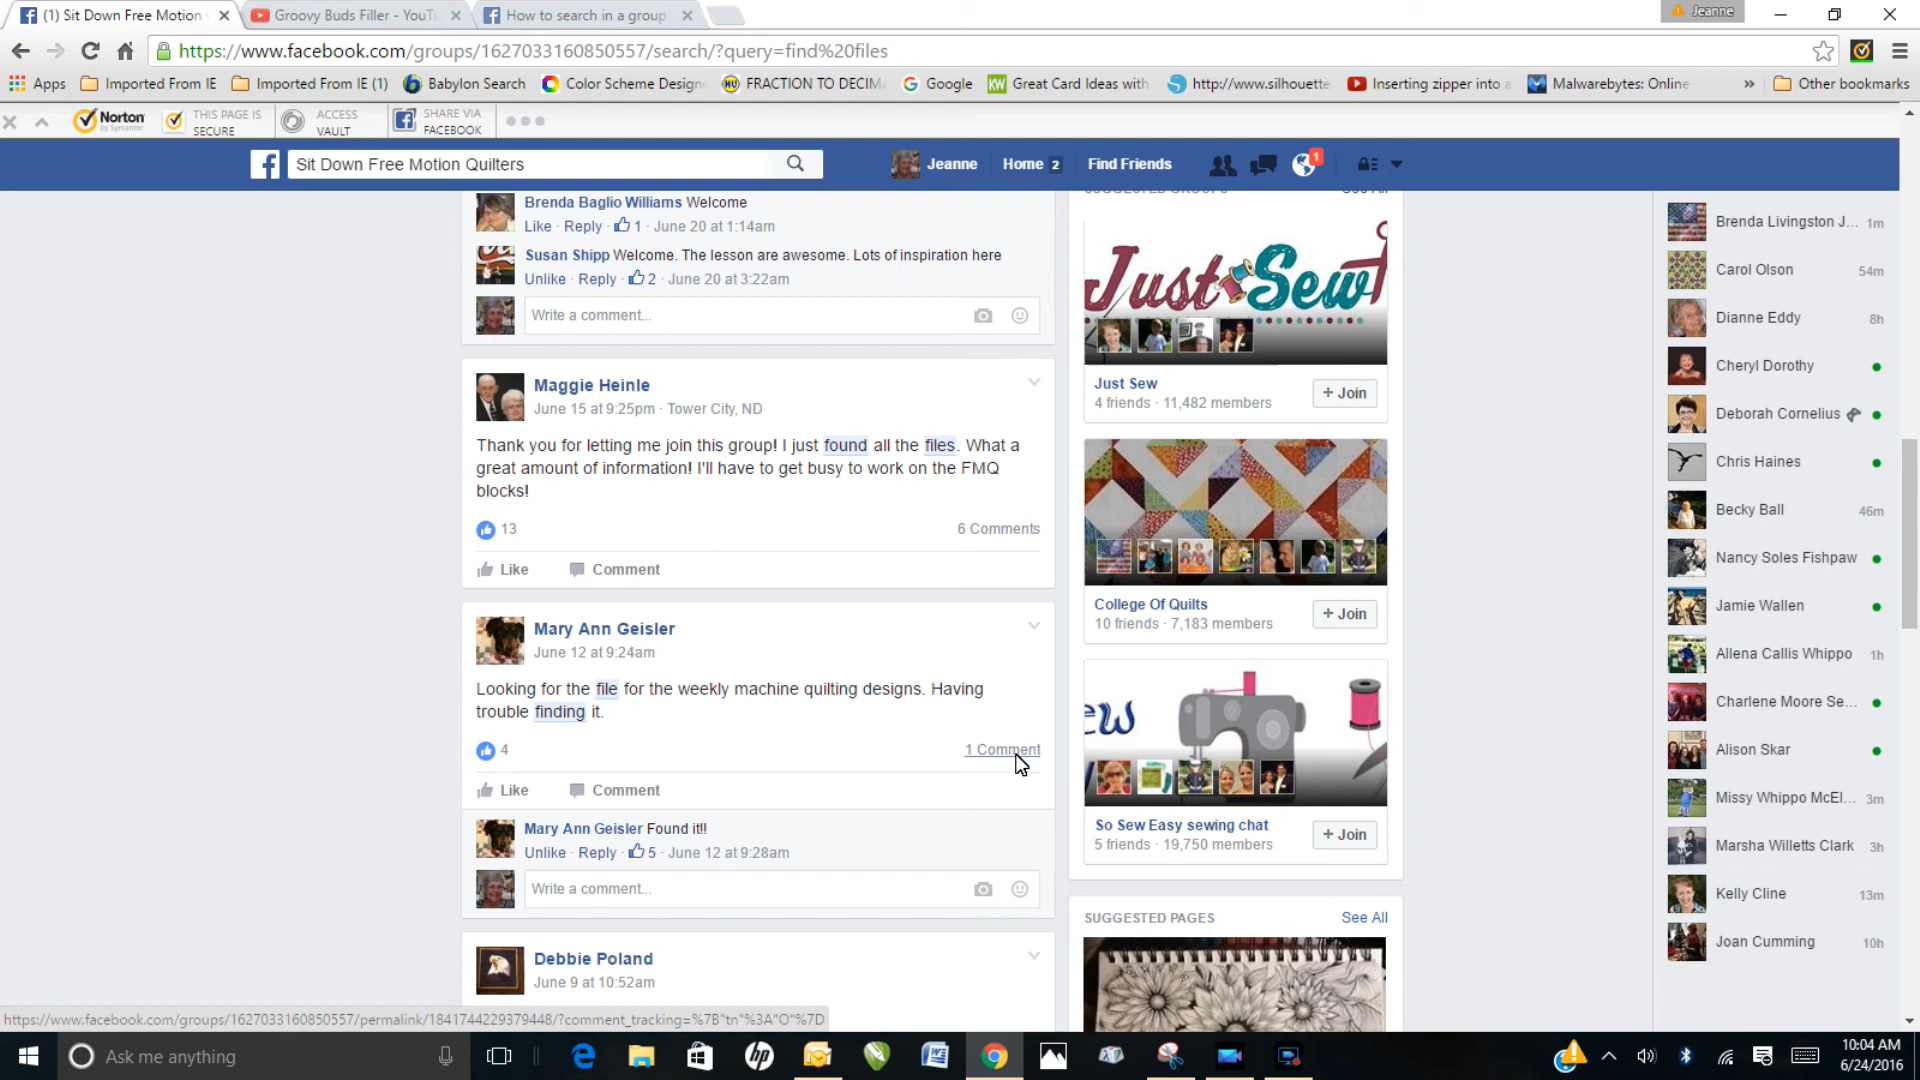 (1) Sit Down Free Motion
Groovy Buds Filler - YouTu
How to search in a group
Jeanne
https://www.facebook.com/groups/1627033160850557/search/?query=find%20files
Apps
Imported From IE
Imported From IE (1)
Babylon Search
Color Scheme Design
FRACTION TO DECIMA
Google
Great Card Ideas with
http://www.silhouette
Inserting zipper into a
Malwarebytes: Online
Other bookmarks
Norton
by Symantec
THIS PAGE IS
SECURE
ACCESS
VAULT
SHARE VIA
FACEBOOK
Sit Down Free Motion Quilters
Jeanne
Home 2
Find Friends
1
Brenda Baglio Williams Welcome
Like · Reply · 1 · June 20 at 1:14am
Susan Shipp Welcome. The lesson are awesome. Lots of inspiration here
Unlike · Reply · 2 · June 20 at 3:22am
Write a comment...
Maggie Heinle
June 15 at 9:25pm · Tower City, ND
Thank you for letting me join this group! I just found all the files. What a
great amount of information! I'll have to get busy to work on the FMQ
blocks!
13
6 Comments
Like
Comment
Mary Ann Geisler
June 12 at 9:24am
Looking for the file for the weekly machine quilting designs. Having
trouble finding it.
4
1 Comment
Like
Comment
Mary Ann Geisler Found it!!
Unlike · Reply · 5 · June 12 at 9:28am
Write a comment...
Debbie Poland
June 9 at 10:52am
SUGGESTED GROUPS
See All
Just Sew
Just Sew
4 friends · 11,482 members
+ Join
College Of Quilts
10 friends · 7,183 members
+ Join
ew
So Sew Easy sewing chat
5 friends · 19,750 members
+ Join
SUGGESTED PAGES
See All
Brenda Livingston J... 1m
Carol Olson 54m
Dianne Eddy 8h
Cheryl Dorothy
Deborah Cornelius
Chris Haines
Becky Ball 46m
Nancy Soles Fishpaw
Jamie Wallen
Allena Callis Whippo 1h
Charlene Moore Se...
Alison Skar
Missy Whippo McEl... 3m
Marsha Willetts Clark 3h
Kelly Cline 13m
Joan Cumming 10h
https://www.facebook.com/groups/1627033160850557/permalink/1841744229379448/?comment_tracking=%7B"tn"%3A"O"%7D
Ask me anything
10:04 AM
6/24/2016